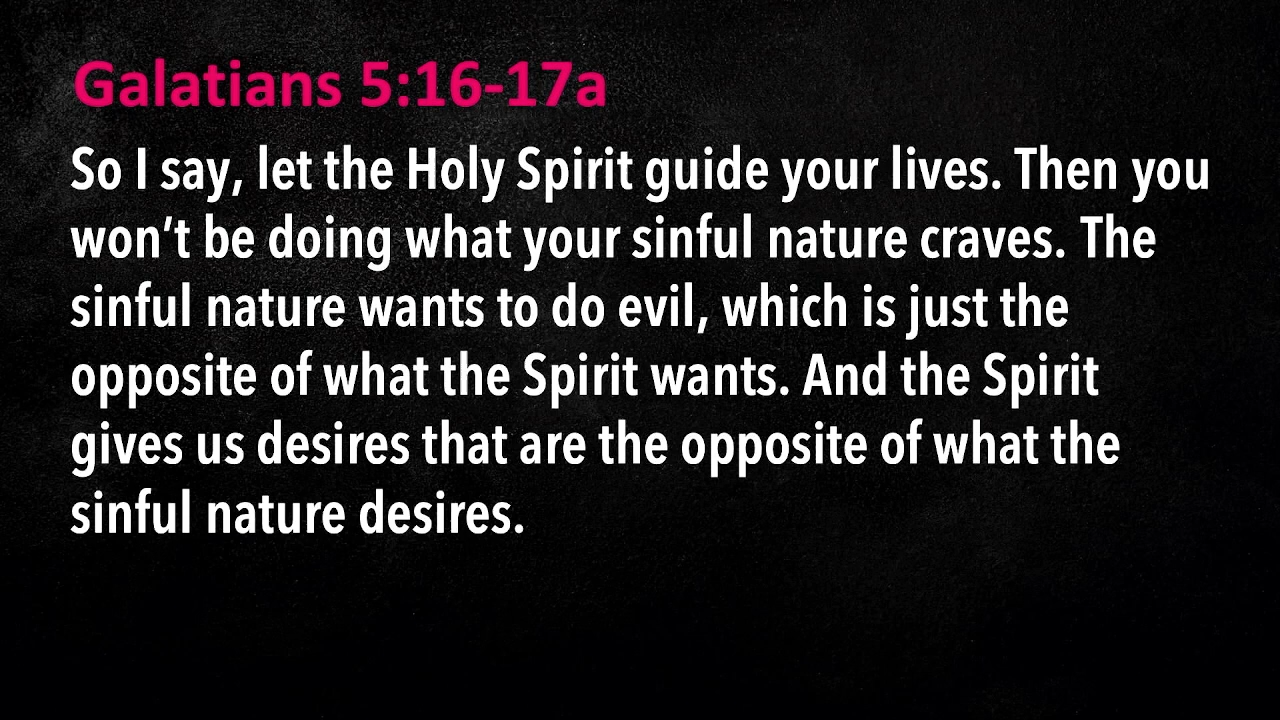 Galatians 5:16-17a
So I say, let the Holy Spirit guide your lives. Then you
won’t be doing what your sinful nature craves. The
sinful nature wants to do evil, which is just the
opposite of what the Spirit wants. And the Spirit
gives us desires that are the opposite of what the
sinful nature desires.